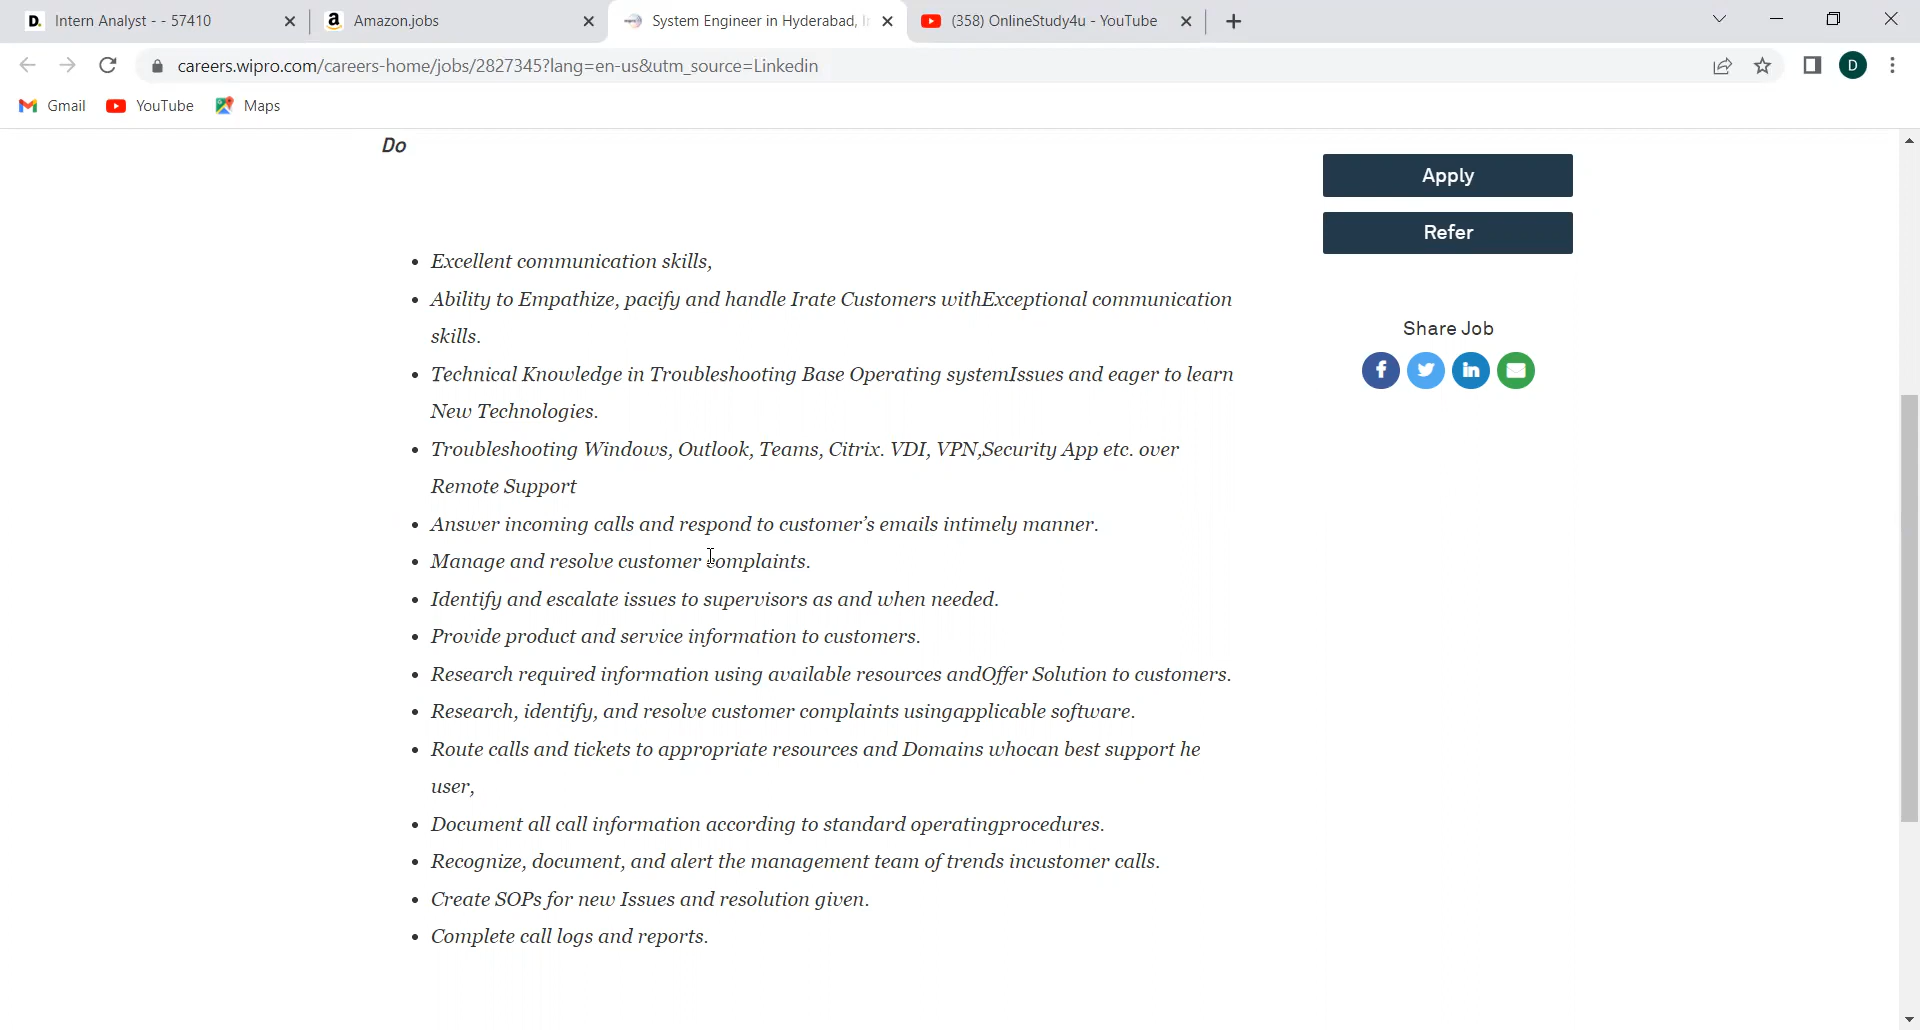 D. Intern Analyst - - 57410
a Amazon.jobs
System Engineer in Hyderabad, I
(358) OnlineStudy4u - YouTube
careers.wipro.com/careers-home/jobs/2827345?lang=en-us&utm_source=Linkedin
D
Gmail
YouTube
Maps
Do
Apply
Refer
Share Job
f
in
• Excellent communication skills,
• Ability to Empathize, pacify and handle Irate Customers withExceptional communication
skills.
• Technical Knowledge in Troubleshooting Base Operating systemIssues and eager to learn
New Technologies.
• Troubleshooting Windows, Outlook, Teams, Citrix. VDI, VPN,Security App etc. over
Remote Support
• Answer incoming calls and respond to customer’s emails intimely manner.
• Manage and resolve customer complaints.
• Identify and escalate issues to supervisors as and when needed.
• Provide product and service information to customers.
• Research required information using available resources andOffer Solution to customers.
• Research, identify, and resolve customer complaints usingapplicable software.
• Route calls and tickets to appropriate resources and Domains whocan best support he
user,
• Document all call information according to standard operatingprocedures.
• Recognize, document, and alert the management team of trends incustomer calls.
• Create SOPs for new Issues and resolution given.
• Complete call logs and reports.